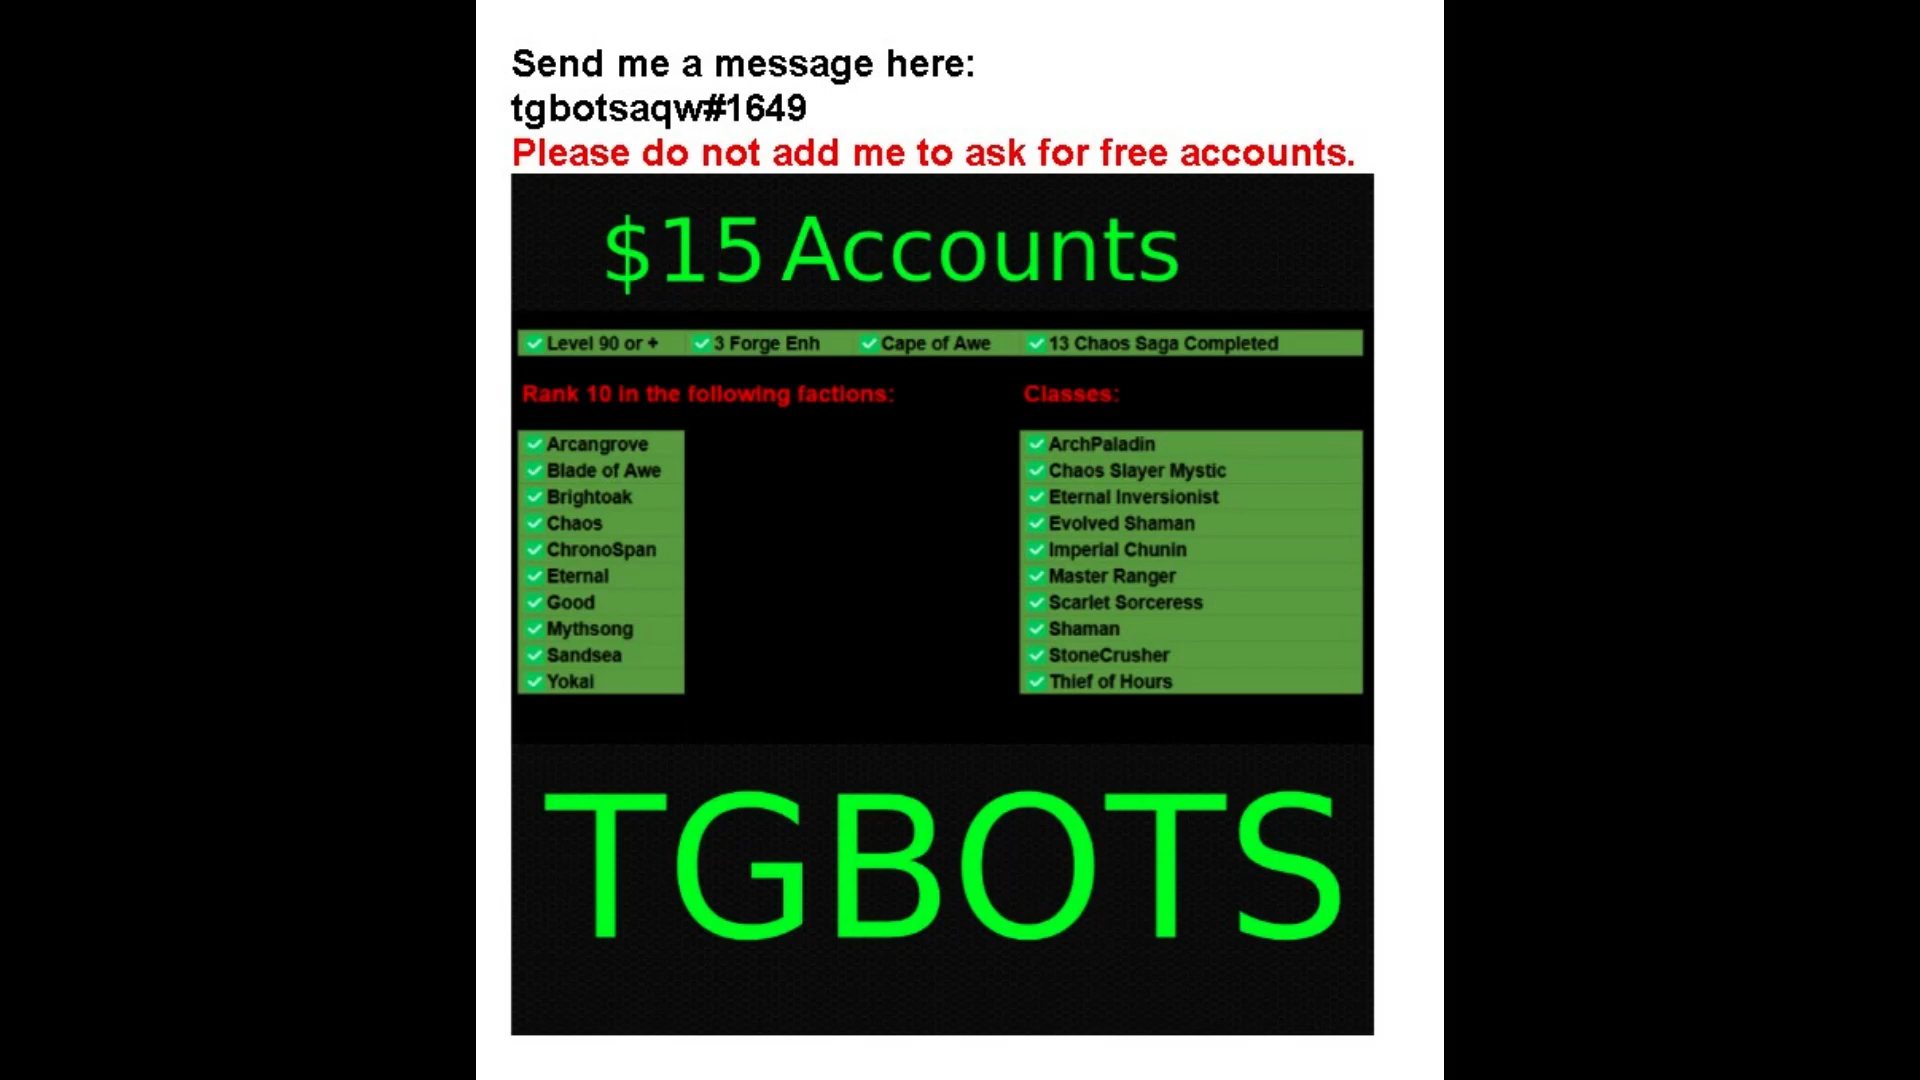 Send me a message here:
tgbotsaqw#1649
Please do not add me to ask for free accounts.
$15 Accounts
Level 90 or + 3 Forge Enh Cape of Awe 13 Chaos Saga Completed
Rank 10 in the following factions:
Arcangrove
Blade of Awe
Brightoak
Chaos
ChronoSpan
Eternal
Good
Mythsong
Sandsea
Yokai
Classes:
ArchPaladin
Chaos Slayer Mystic
Eternal Inversionist
Evolved Shaman
Imperial Chunin
Master Ranger
Scarlet Sorceress
Shaman
StoneCrusher
Thief of Hours
TGBOTS